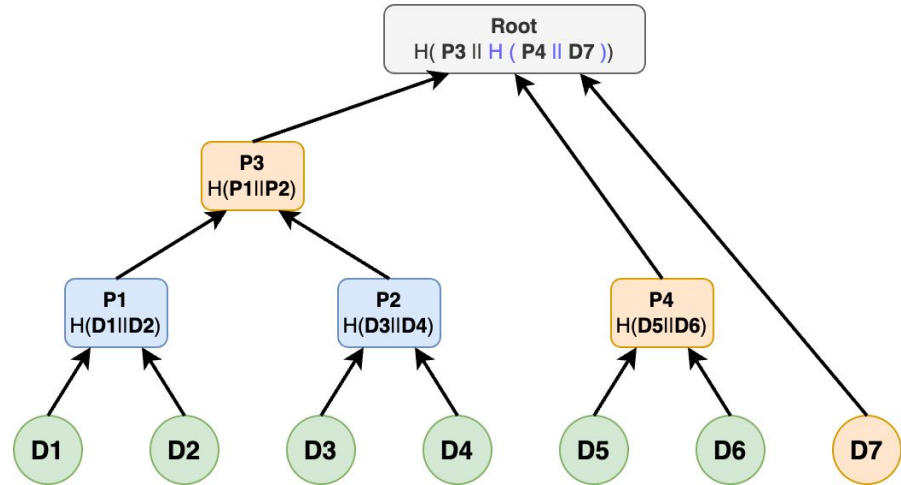 Root
H( P3 || H ( P4 || D7 ))
P3
H(P1||P2)
P1
H(D1||D2)
P2
H(D3||D4)
P4
H(D5||D6)
D1
D2
D3
D4
D5
D6
D7